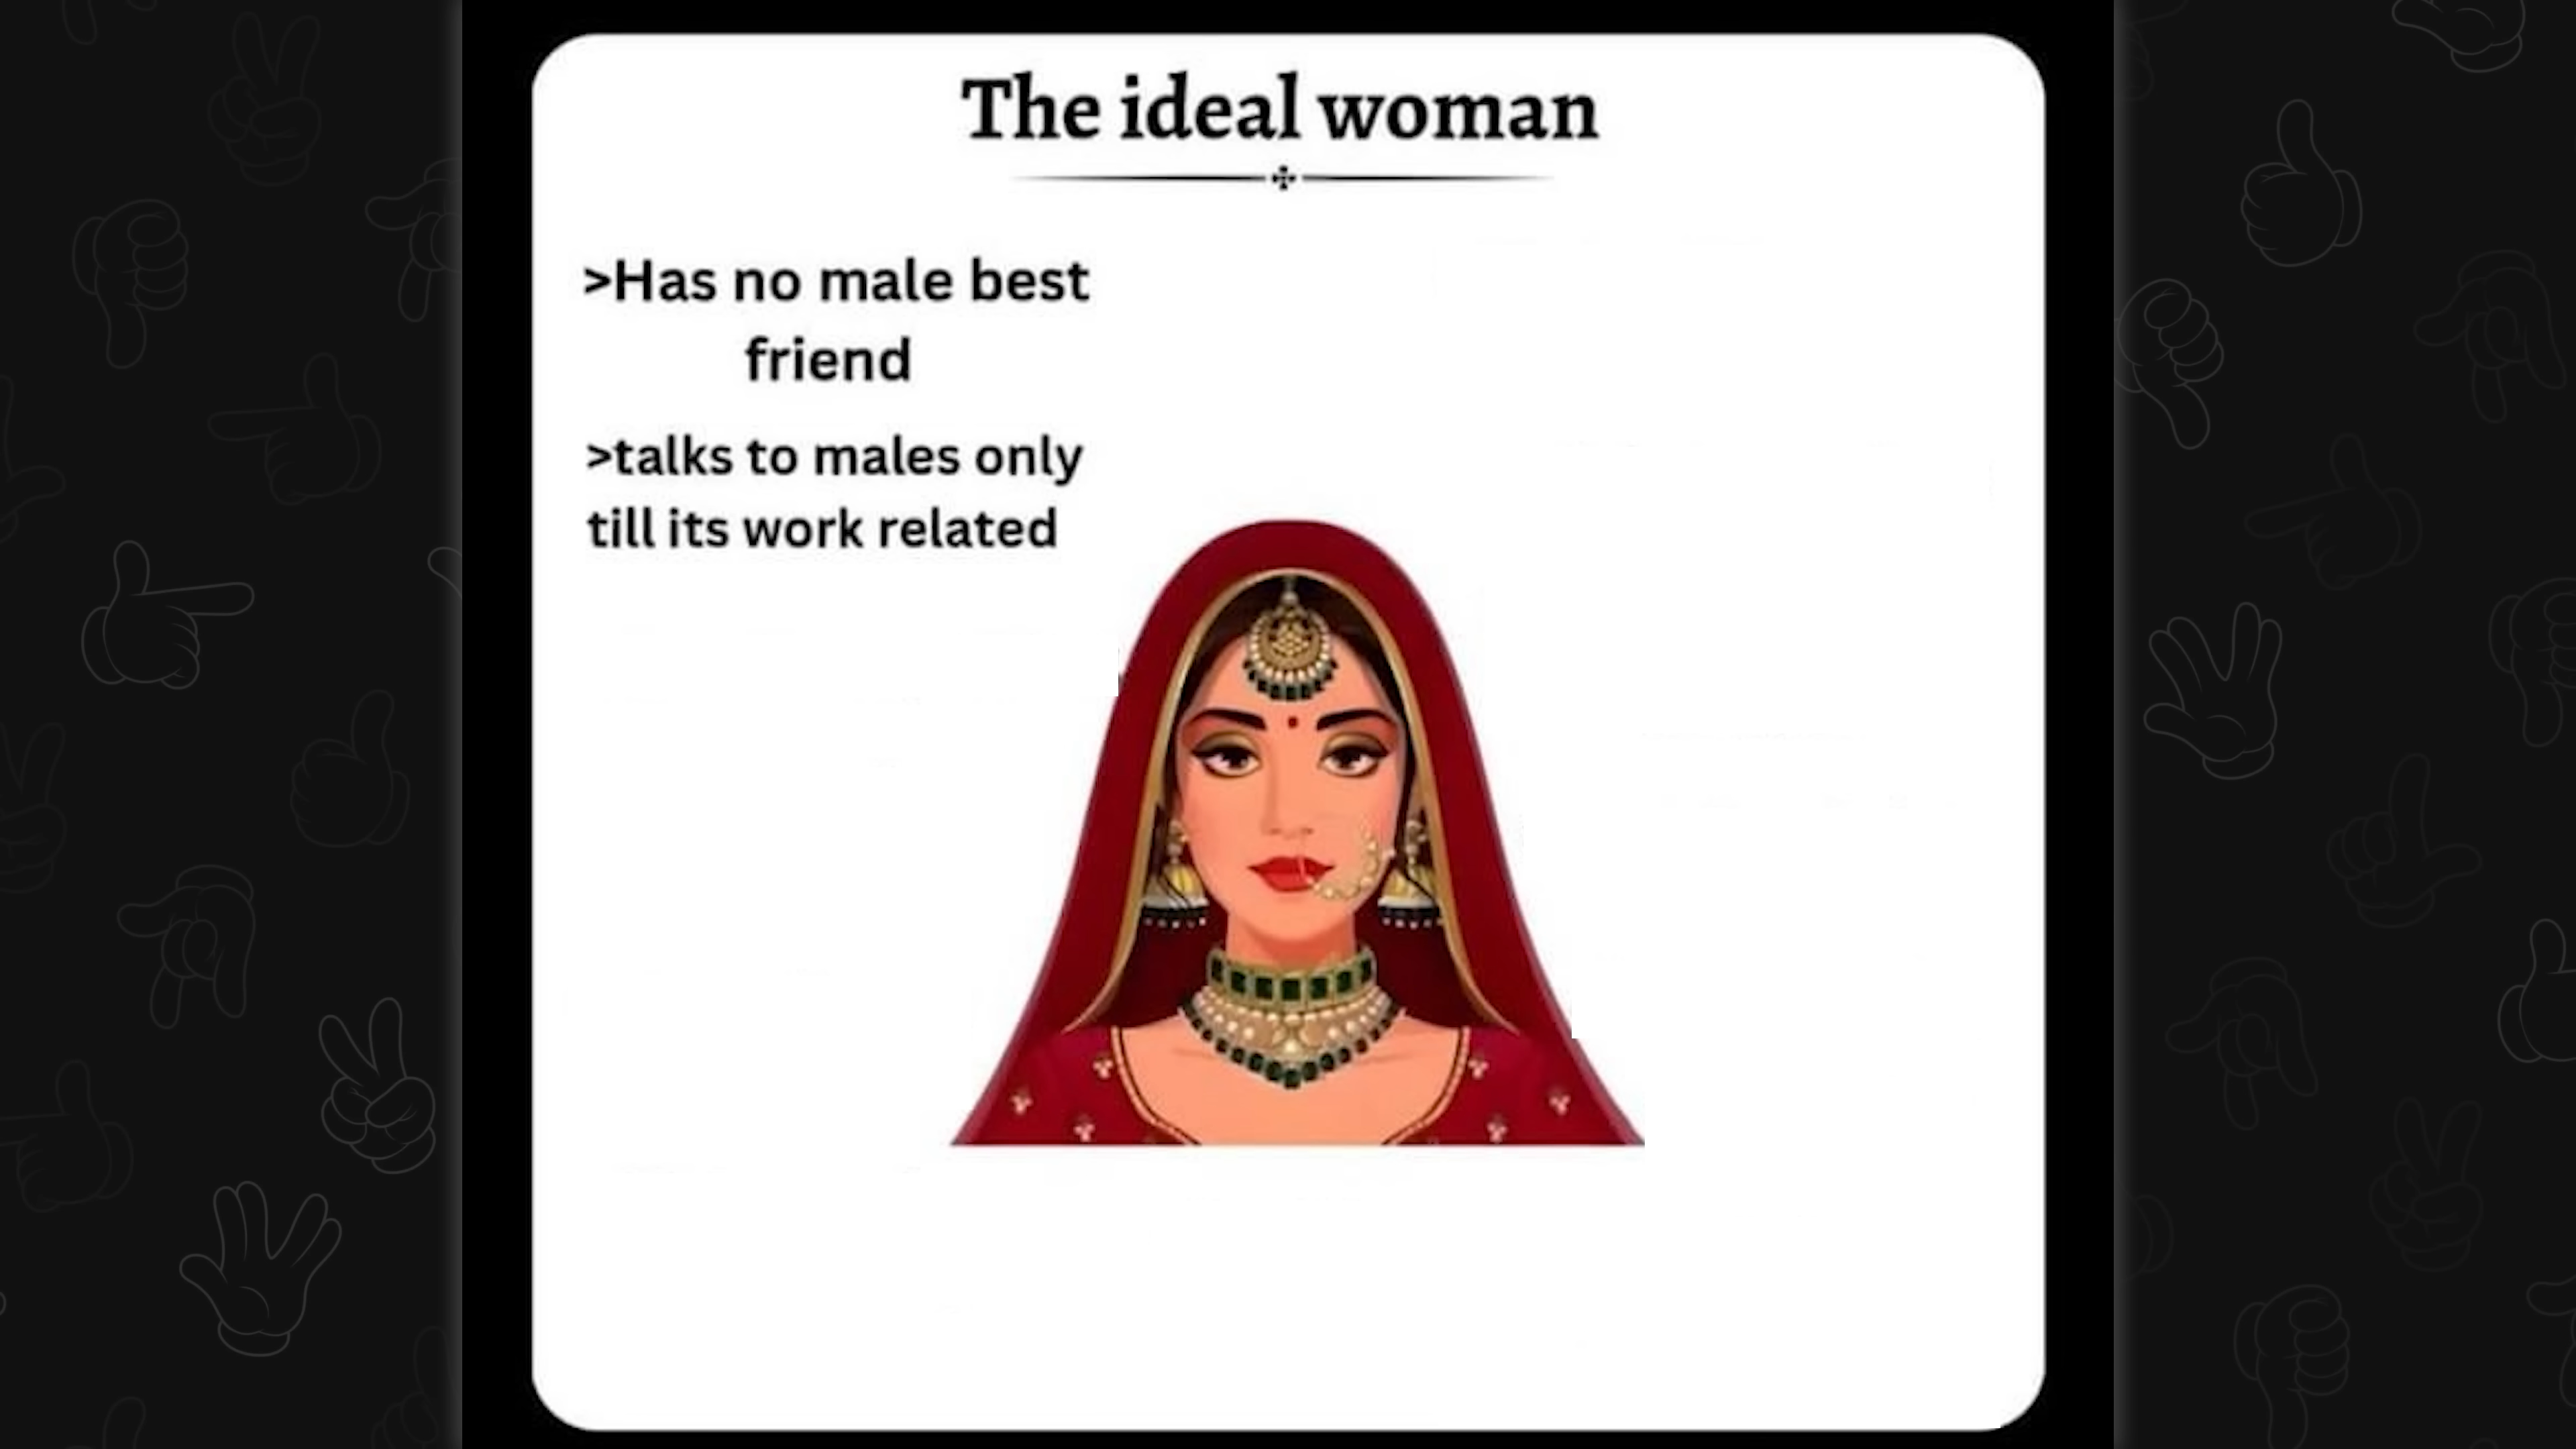 The ideal woman
>Has no male best
friend
>talks to males only
till its work related